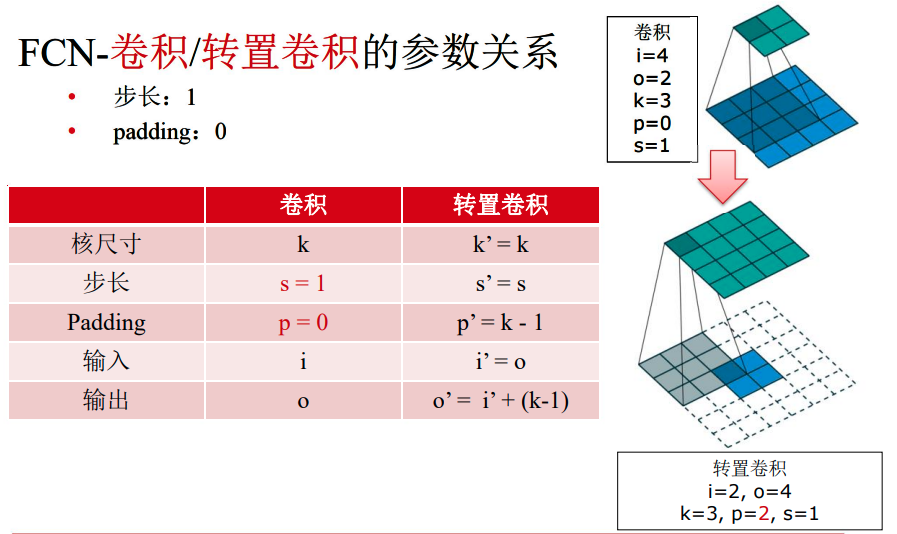 FCN-卷积/转置卷积的参数关系
• 步长：1
• padding：0
卷积
i=4
o=2
k=3
p=0
s=1
卷积 转置卷积
核尺寸 k k’ = k
步长 s = 1 s’ = s
Padding p = 0 p’ = k - 1
输入 i i’ = o
输出 o o’ = i’ + (k-1)
转置卷积
i=2, o=4
k=3, p=2, s=1